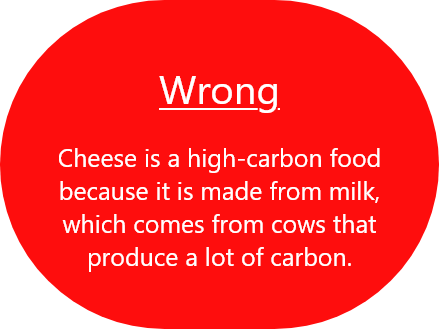 Wrong
Cheese is a high-carbon food
because it is made from milk,
which comes from cows that
produce a lot of carbon.